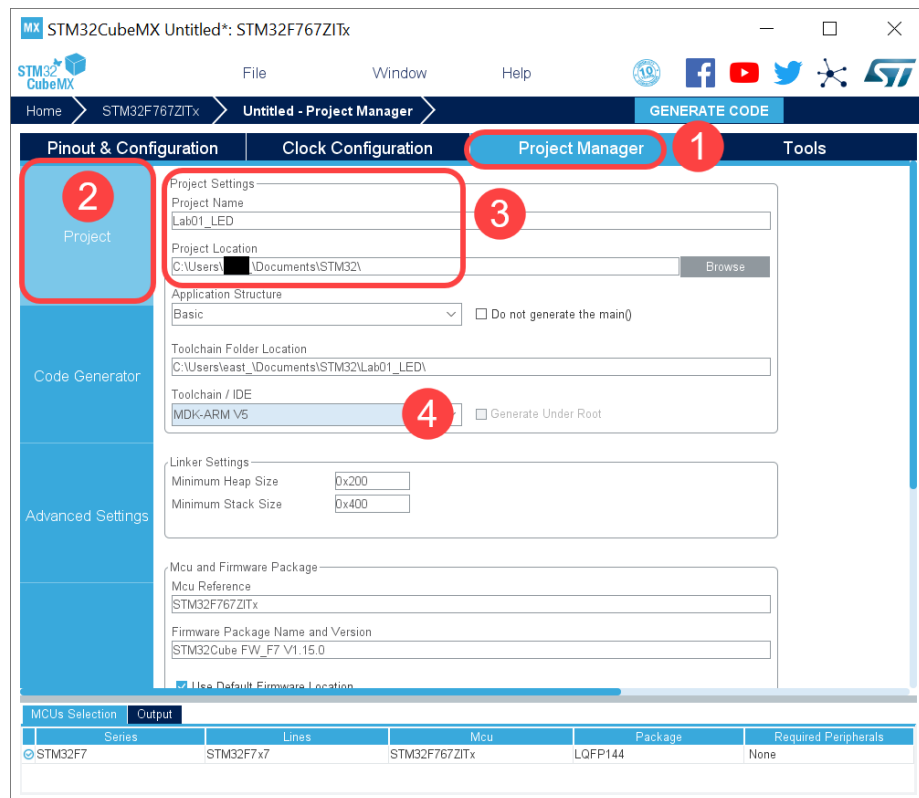 MX STM32CubeMX Untitled*: STM32F767ZITx
STM32 CubeMX File Window Help 10 ST
Home STM32F767ZITx Untitled - Project Manager GENERATE CODE
Pinout & Configuration Clock Configuration Project Manager 1 Tools
2
Project
Project Settings
Project Name
Lab01_LED
3
Project Location
C:\Users\ _\Documents\STM32\ Browse
Application Structure
Basic Do not generate the main()
Toolchain Folder Location
C:\Users\east_\Documents\STM32\Lab01_LED\
Code Generator
Toolchain / IDE
MDK-ARM V5 4 Generate Under Root
Linker Settings
Minimum Heap Size 0x200
Minimum Stack Size 0x400
Advanced Settings
Mcu and Firmware Package
Mcu Reference
STM32F767ZITx
Firmware Package Name and Version
STM32Cube FW_F7 V1.15.0
Use Default Firmware Location
MCUs Selection Output
Series Lines Mcu Package Required Peripherals
STM32F7 STM32F7x7 STM32F767ZITx LQFP144 None